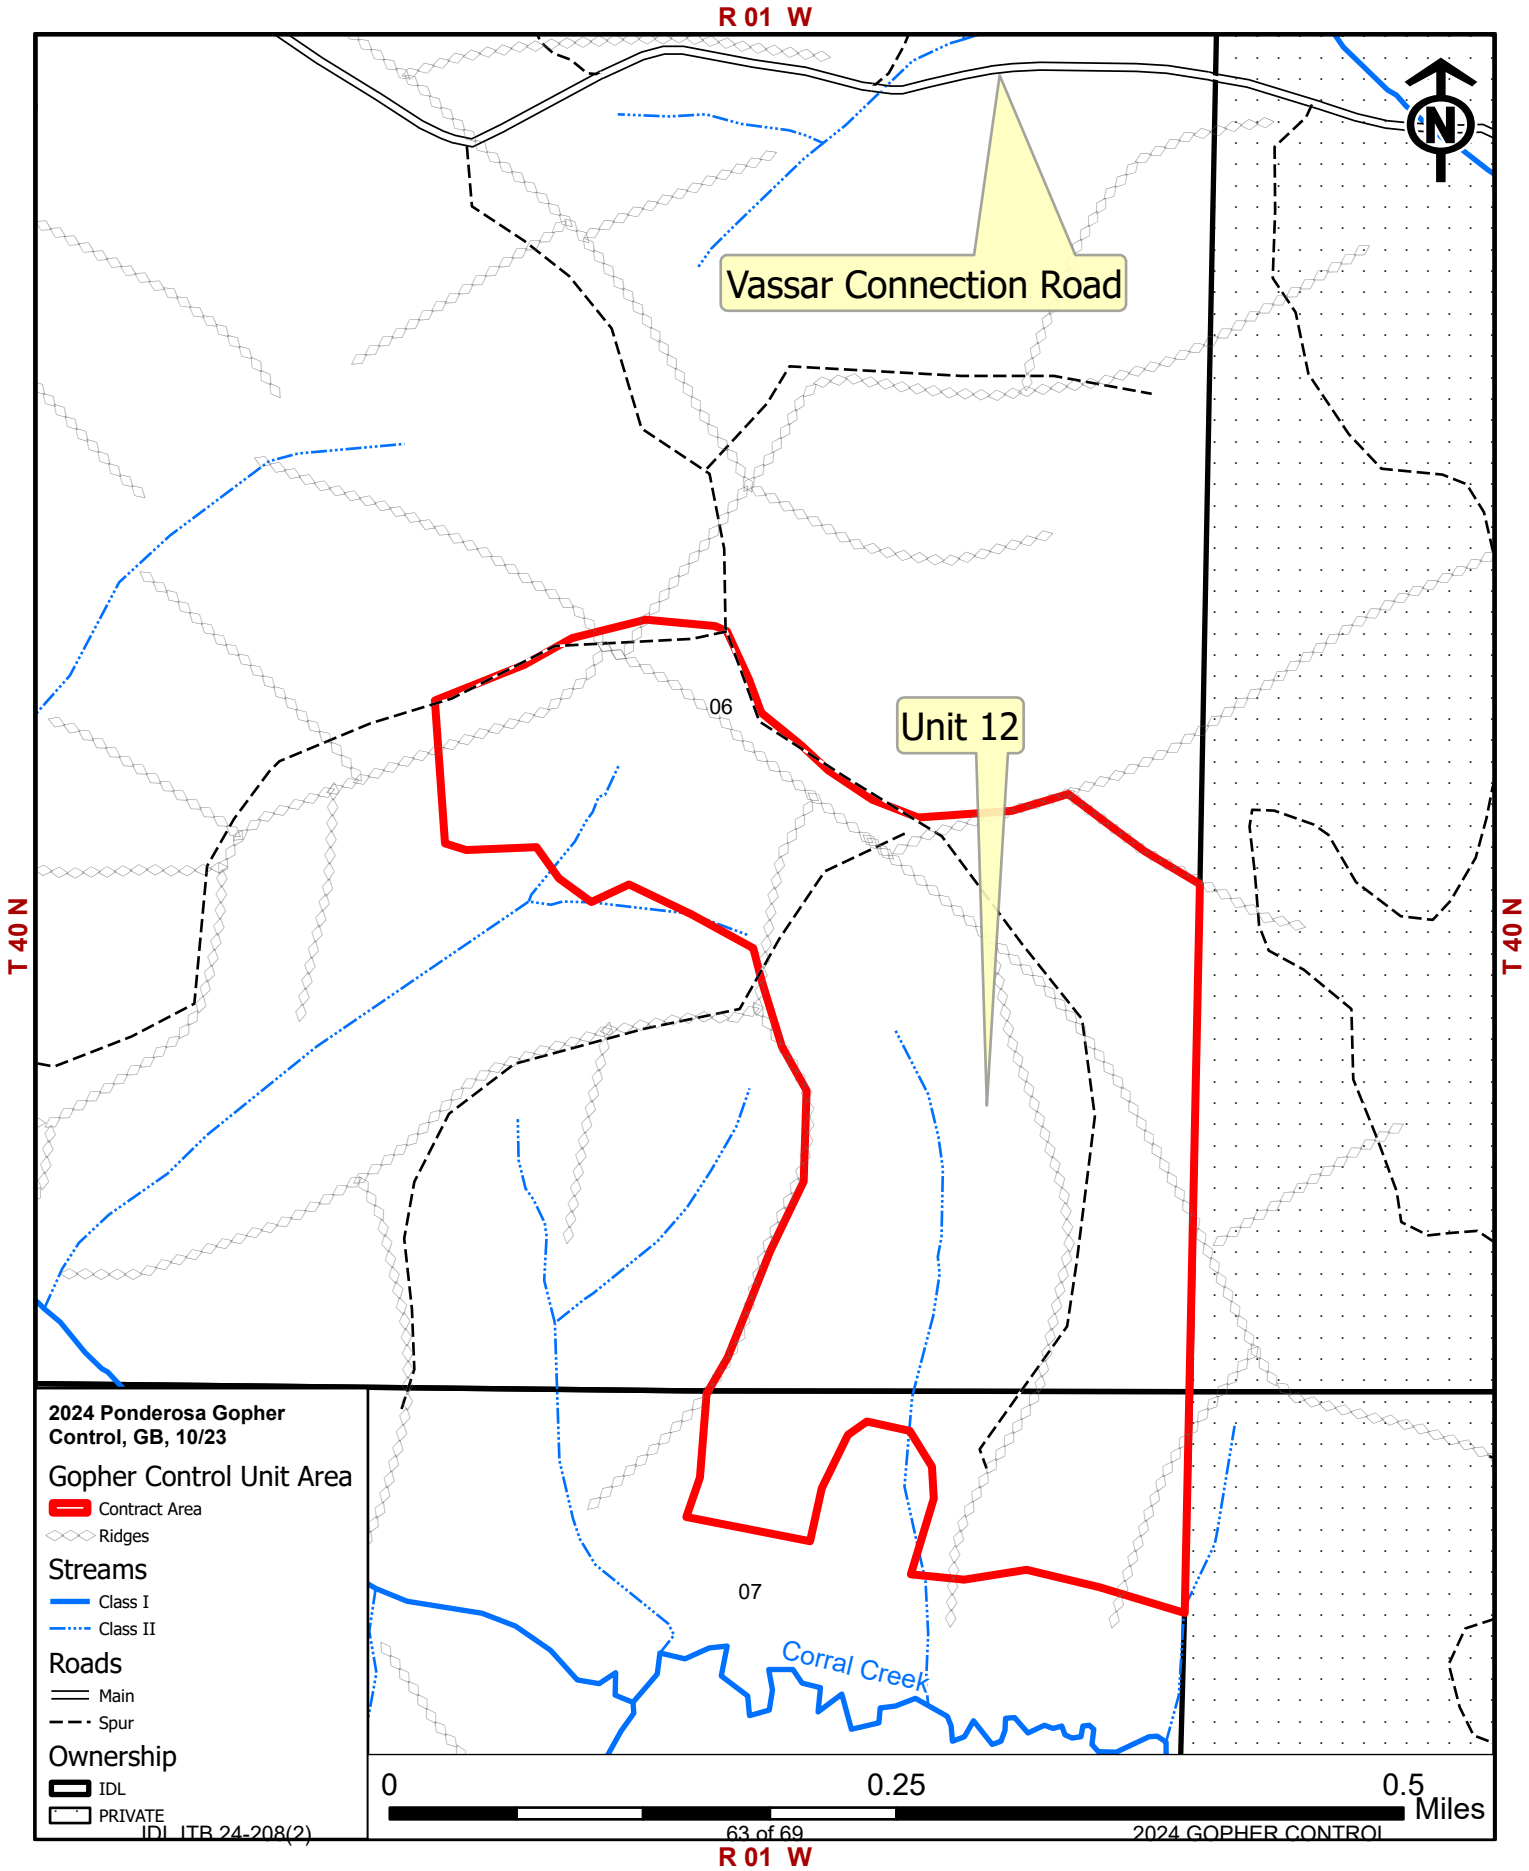 R 01 W
N
Vassar Connection Road
06
Unit 12
T 40 N
T 40 N
2024 Ponderosa Gopher
Control, GB, 10/23
Gopher Control Unit Area
Contract Area
Ridges
Streams
Class I
Class II
Roads
Main
Spur
Ownership
IDL
PRIVATE
07
Corral Creek
0 0.25 0.5
Miles
IDL ITB 24-208(2) 63 of 69 2024 GOPHER CONTROL
R 01 W